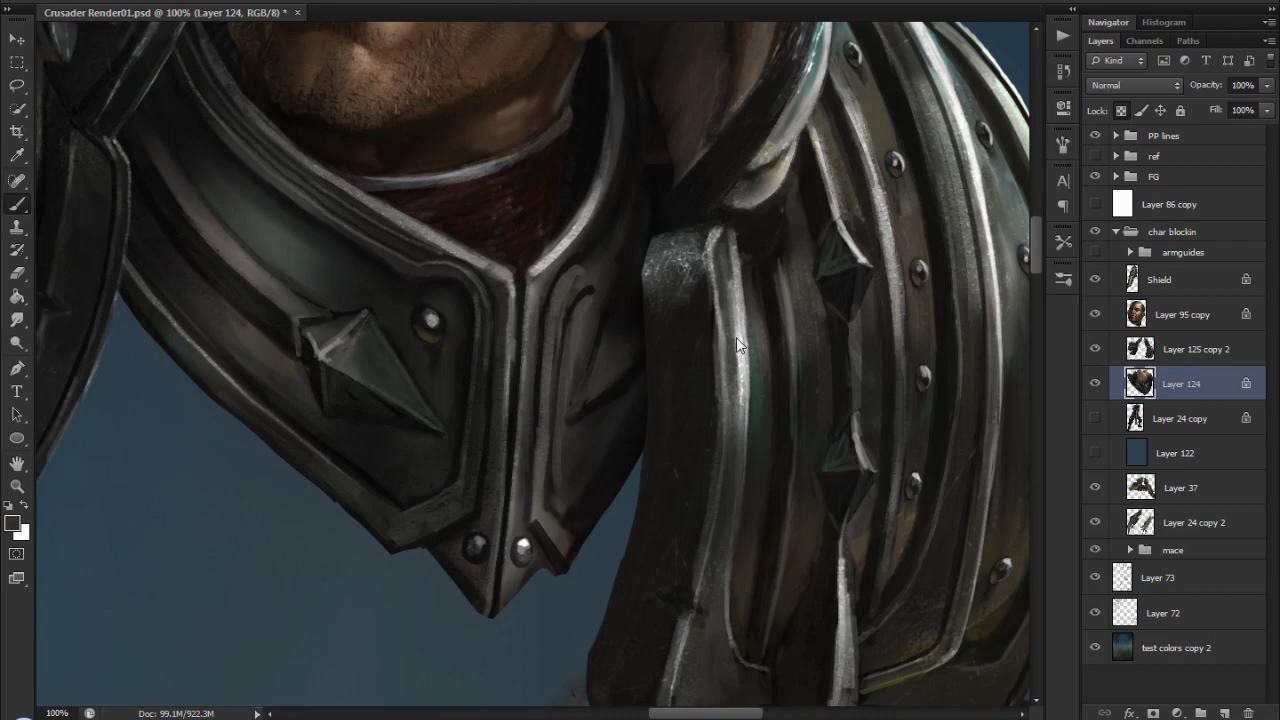 Crusader Render01.psd @ 100% (Layer 124, RGB/8) * ×
Navigator Histogram
Layers Channels Paths
Kind
Normal Opacity: 100%
Lock: Fill: 100%
PP lines
ref
FG
Layer 86 copy
char blockin
armguides
Shield
Layer 95 copy
Layer 125 copy 2
Layer 124
Layer 24 copy
Layer 122
Layer 37
Layer 24 copy 2
mace
Layer 73
Layer 72
test colors copy 2
100% Doc: 99.1M/922.3M